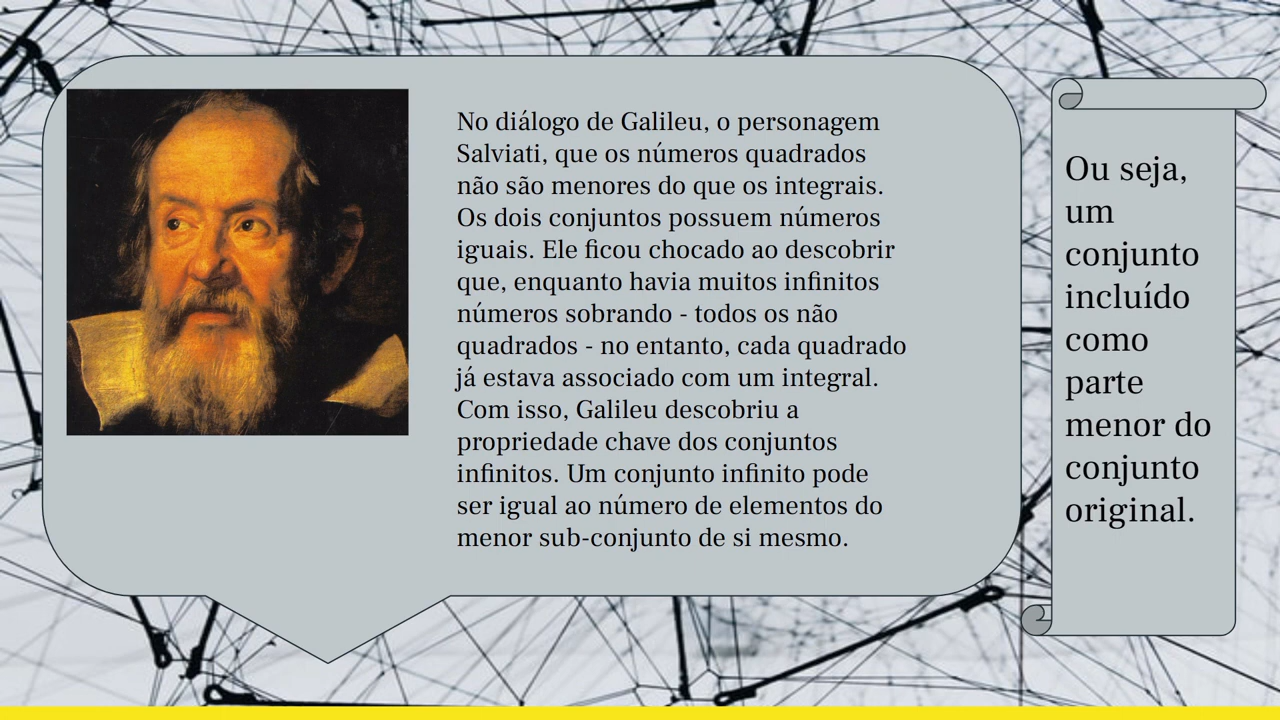 No diálogo de Galileu, o personagem
Salviati, que os números quadrados
não são menores do que os integrais.
Os dois conjuntos possuem números
iguais. Ele ficou chocado ao descobrir
que, enquanto havia muitos infinitos
números sobrando - todos os não
quadrados - no entanto, cada quadrado
já estava associado com um integral.
Com isso, Galileu descobriu a
propriedade chave dos conjuntos
infinitos. Um conjunto infinito pode
ser igual ao número de elementos do
menor sub-conjunto de si mesmo.
Ou seja,
um
conjunto
incluído
como
parte
menor do
conjunto
original.